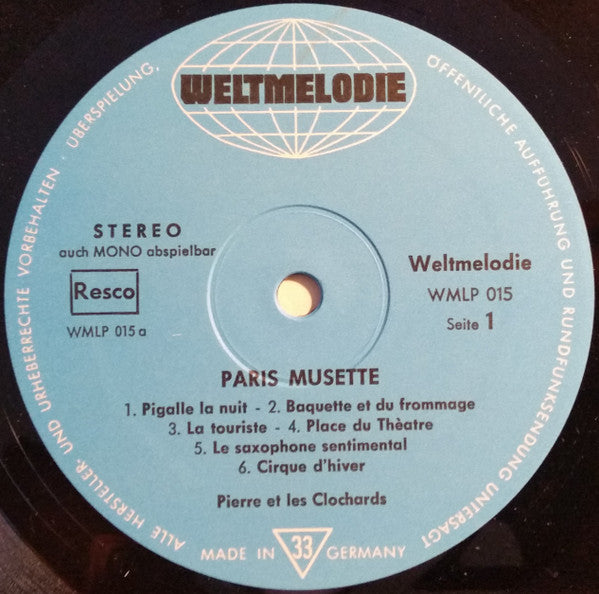 WELTMELODIE
ALLE HERSTELLER- UND URHEBERRECHTE VORBEHALTEN · ÜBERSPIELUNG,
ÖFFENTLICHE AUFFÜHRUNG UND RUNDFUNKSENDUNG UNTERSAGT
STEREO
auch MONO abspielbar
Resco
WMLP 015 a
Weltmelodie
WMLP 015
Seite 1
PARIS MUSETTE
1. Pigalle la nuit - 2. Baquette et du frommage
3. La touriste - 4. Place du Thèatre
5. Le saxophone sentimental
6. Cirque d'hiver
Pierre et les Clochards
MADE IN 33 GERMANY